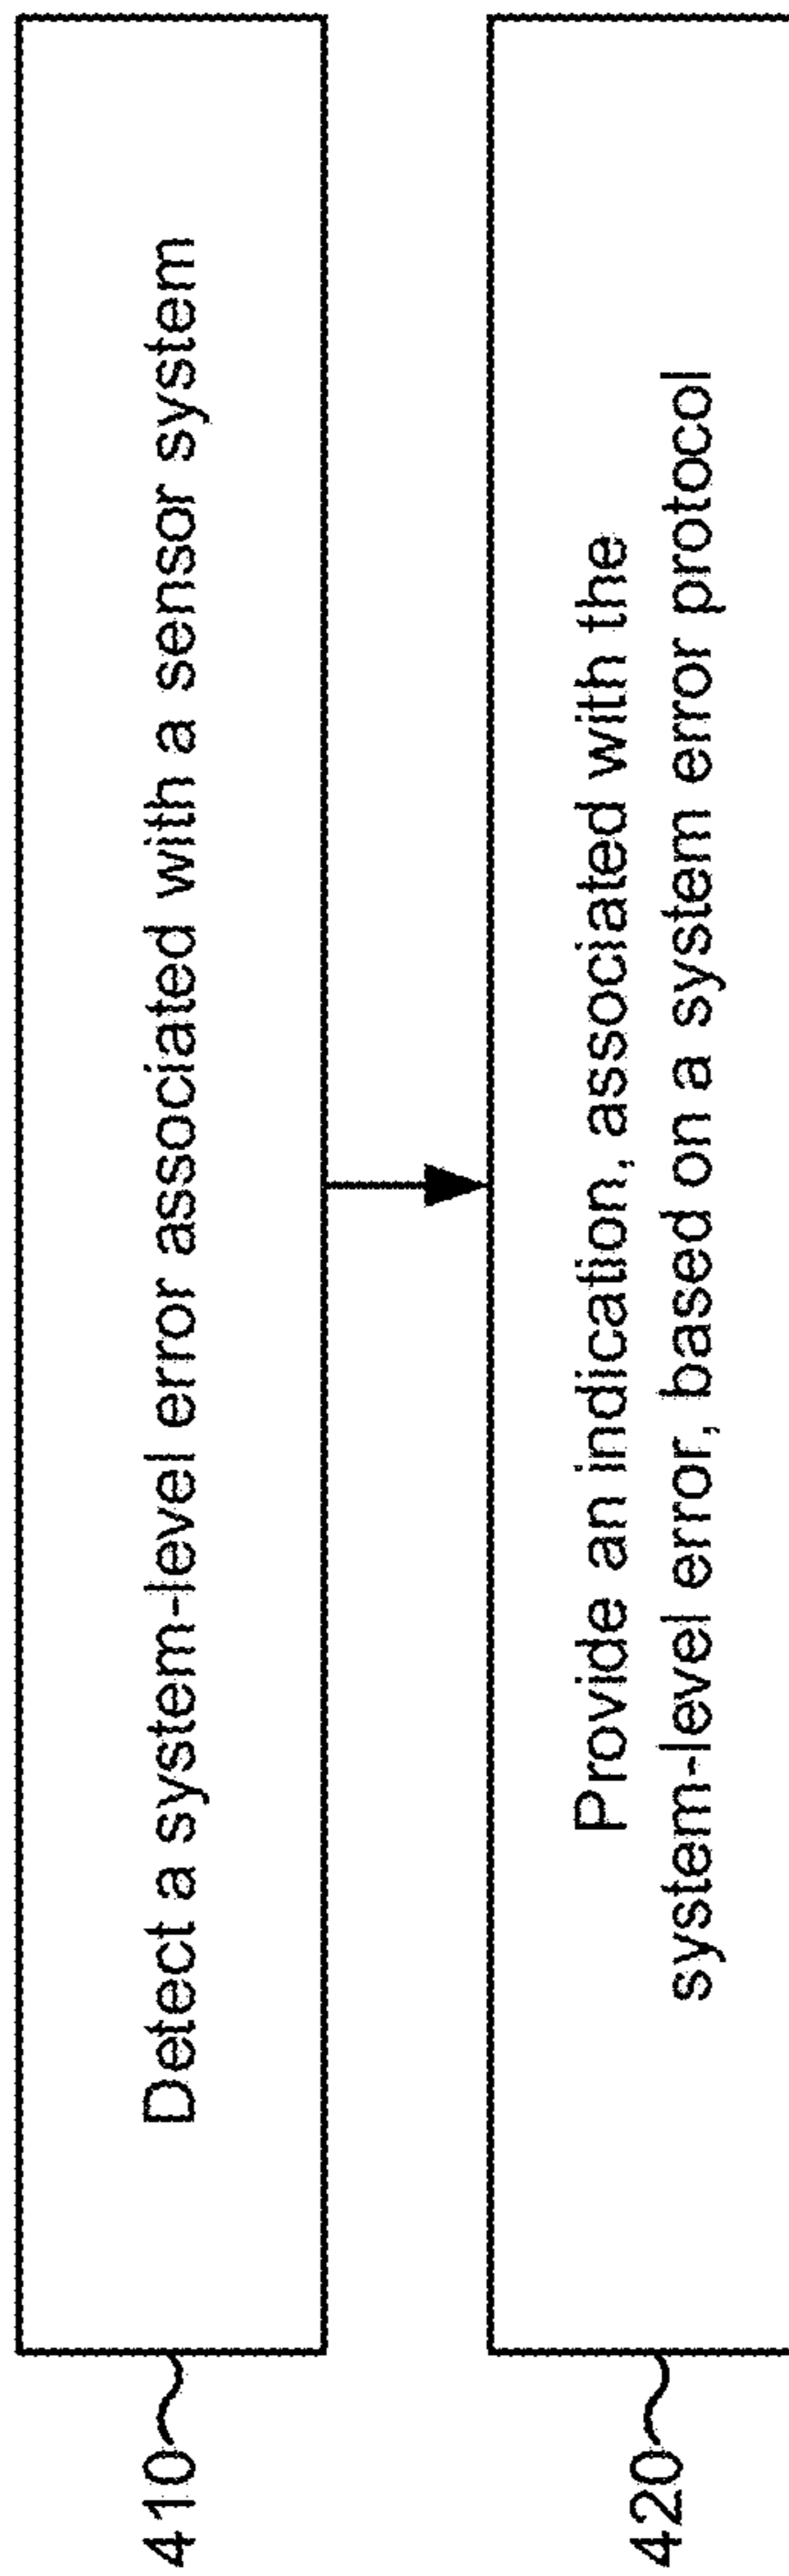 410
Detect a system-level error associated with a sensor system
420
Provide an indication, associated with the
system-level error, based on a system error protocol